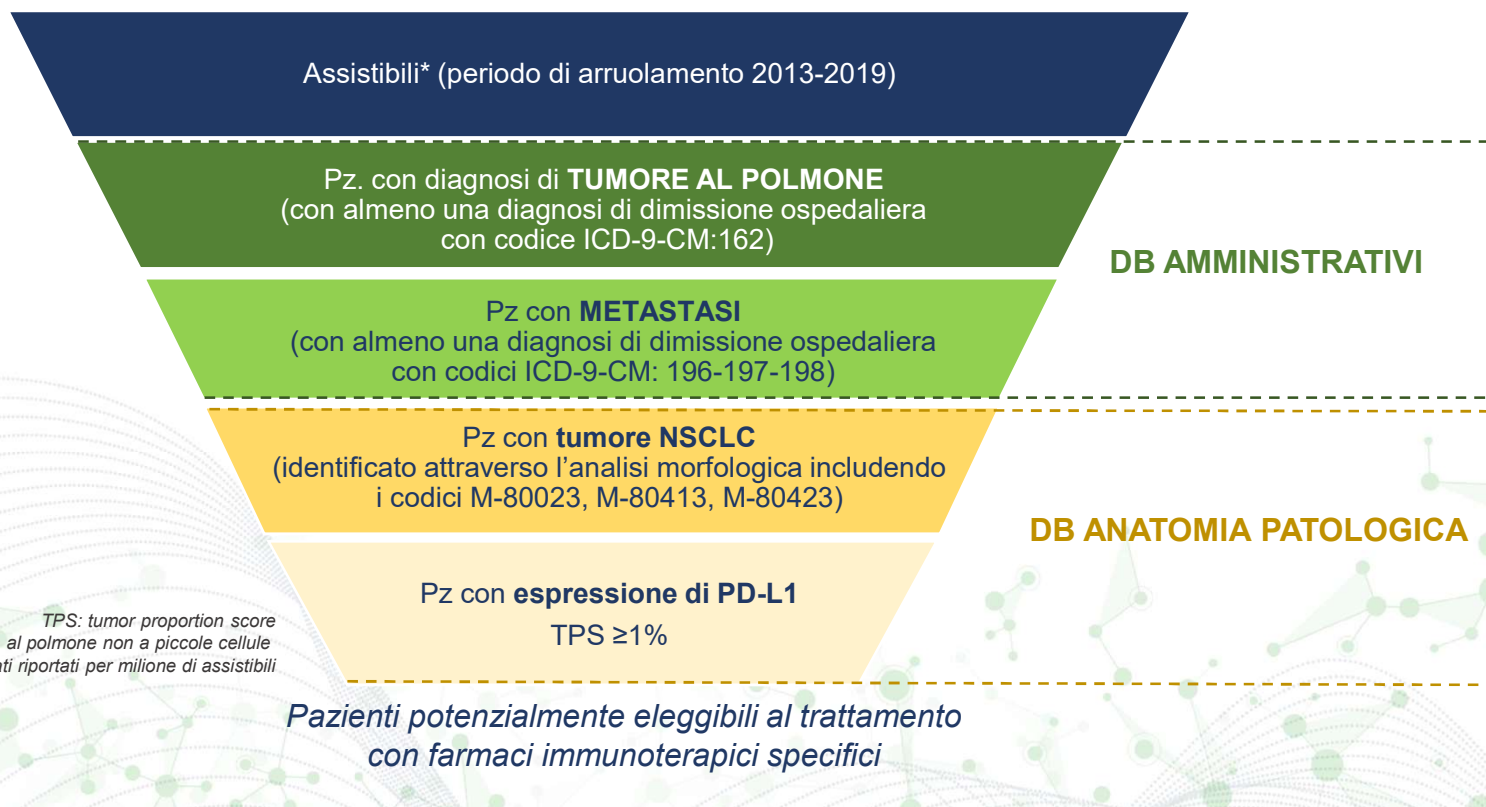 Assistibili* (periodo di arruolamento 2013-2019)
Pz. con diagnosi di TUMORE AL POLMONE
(con almeno una diagnosi di dimissione ospedaliera
con codice ICD-9-CM:162)
DB AMMINISTRATIVI
Pz con METASTASI
(con almeno una diagnosi di dimissione ospedaliera
con codici ICD-9-CM: 196-197-198)
Pz con tumore NSCLC
(identificato attraverso l'analisi morfologica includendo
i codici M-80023, M-80413, M-80423)
DB ANATOMIA PATOLOGICA
Pz con espressione di PD-L1
TPS ≥1%
TPS: tumor proportion score
al polmone non a piccole cellule
riportati per milione di assistibili
Pazienti potenzialmente eleggibili al trattamento
con farmaci immunoterapici specifici